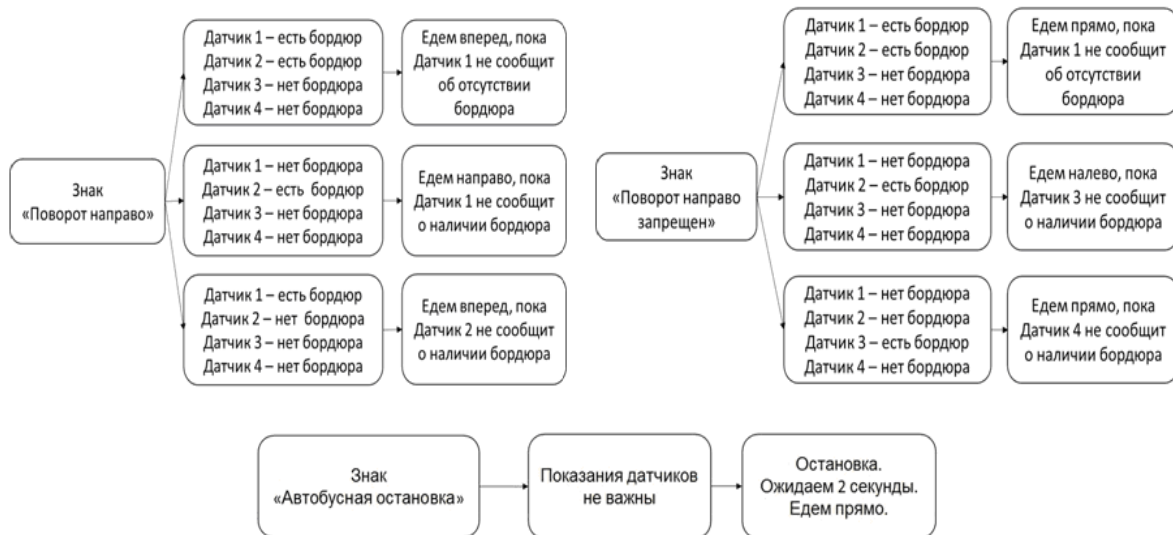 Знак
«Поворот направо»
Датчик 1 – есть бордюр
Датчик 2 – есть бордюр
Датчик 3 – нет бордюра
Датчик 4 – нет бордюра
Едем вперед, пока
Датчик 1 не сообщит
об отсутствии
бордюра
Датчик 1 – нет бордюра
Датчик 2 – есть бордюр
Датчик 3 – нет бордюра
Датчик 4 – нет бордюра
Едем направо, пока
Датчик 1 не сообщит
о наличии бордюра
Датчик 1 – есть бордюр
Датчик 2 – нет бордюра
Датчик 3 – нет бордюра
Датчик 4 – нет бордюра
Едем вперед, пока
Датчик 2 не сообщит
о наличии бордюра
Знак
«Поворот направо
запрещен»
Датчик 1 – есть бордюр
Датчик 2 – есть бордюр
Датчик 3 – нет бордюра
Датчик 4 – нет бордюра
Едем прямо, пока
Датчик 1 не сообщит
об отсутствии
бордюра
Датчик 1 – нет бордюра
Датчик 2 – есть бордюр
Датчик 3 – нет бордюра
Датчик 4 – нет бордюра
Едем налево, пока
Датчик 3 не сообщит
о наличии бордюра
Датчик 1 – нет бордюра
Датчик 2 – нет бордюра
Датчик 3 – есть бордюр
Датчик 4 – нет бордюра
Едем прямо, пока
Датчик 4 не сообщит
о наличии бордюра
Знак
«Автобусная остановка»
Показания датчиков
не важны
Остановка.
Ожидаем 2 секунды.
Едем прямо.